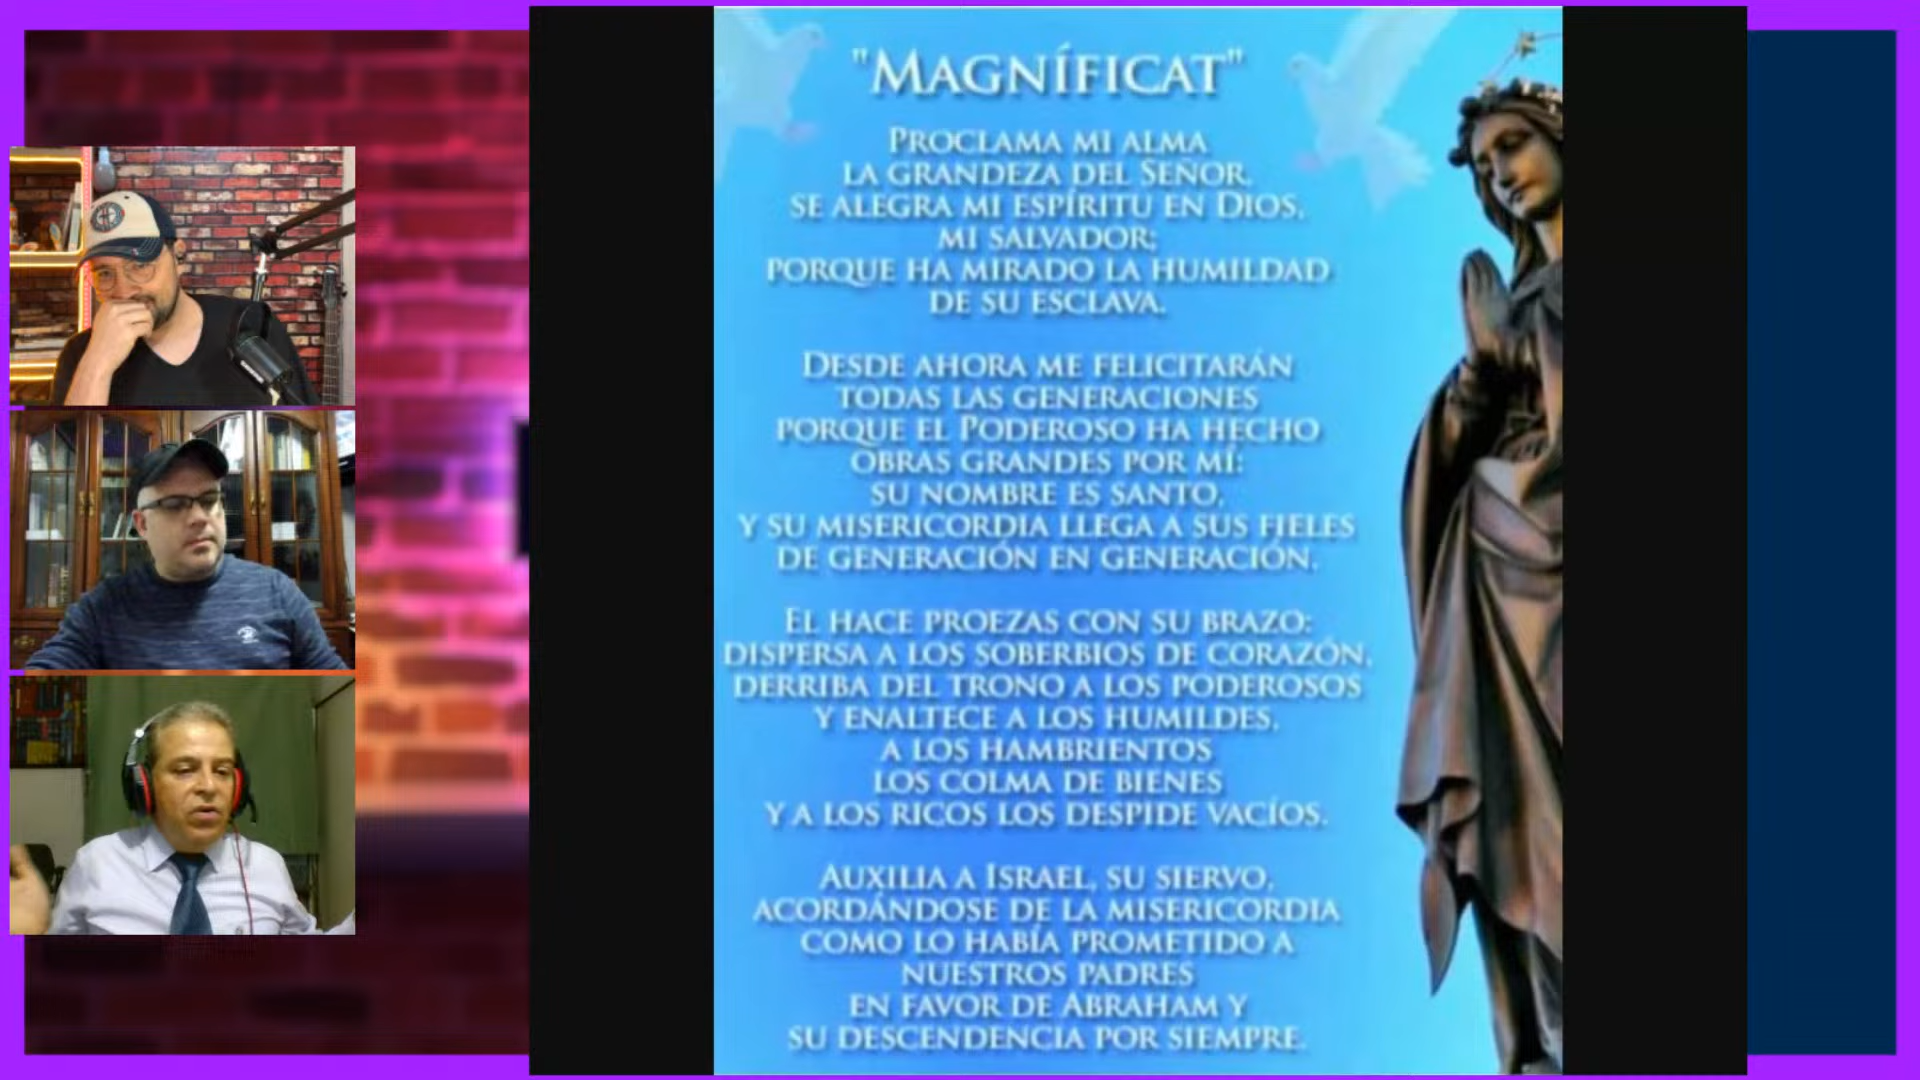 "MAGNÍFICAT"
PROCLAMA MI ALMA
LA GRANDEZA DEL SEÑOR,
SE ALEGRA MI ESPÍRITU EN DIOS,
MI SALVADOR;
PORQUE HA MIRADO LA HUMILDAD
DE SU ESCLAVA.
DESDE AHORA ME FELICITARÁN
TODAS LAS GENERACIONES
PORQUE EL PODEROSO HA HECHO
OBRAS GRANDES POR MÍ:
SU NOMBRE ES SANTO,
Y SU MISERICORDIA LLEGA A SUS FIELES
DE GENERACIÓN EN GENERACIÓN.
EL HACE PROEZAS CON SU BRAZO:
DISPERSA A LOS SOBERBIOS DE CORAZÓN,
DERRIBA DEL TRONO A LOS PODEROSOS
Y ENALTECE A LOS HUMILDES,
A LOS HAMBRIENTOS
LOS COLMA DE BIENES
Y A LOS RICOS LOS DESPIDE VACÍOS.
AUXILIA A ISRAEL, SU SIERVO,
ACORDÁNDOSE DE LA MISERICORDIA
COMO LO HABÍA PROMETIDO A
NUESTROS PADRES
EN FAVOR DE ABRAHAM Y
SU DESCENDENCIA POR SIEMPRE.